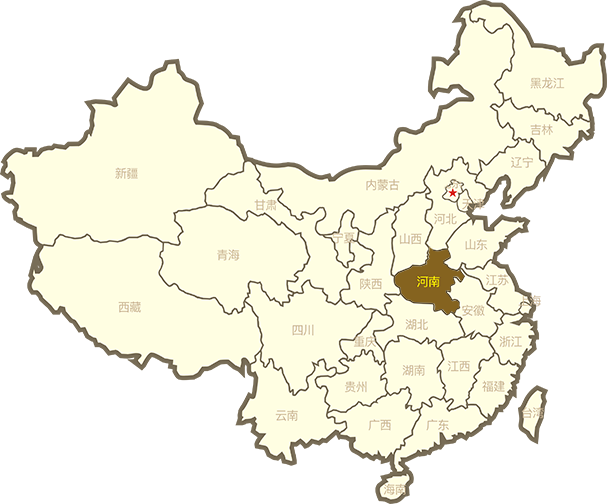 黑龙江
吉林
辽宁
新疆
内蒙古
甘肃
天津
河北
宁夏
山西
山东
青海
陕西
河南
江苏
西藏
安徽
上海
湖北
四川
重庆
浙江
江西
湖南
贵州
福建
云南
台湾
广西
广东
海南